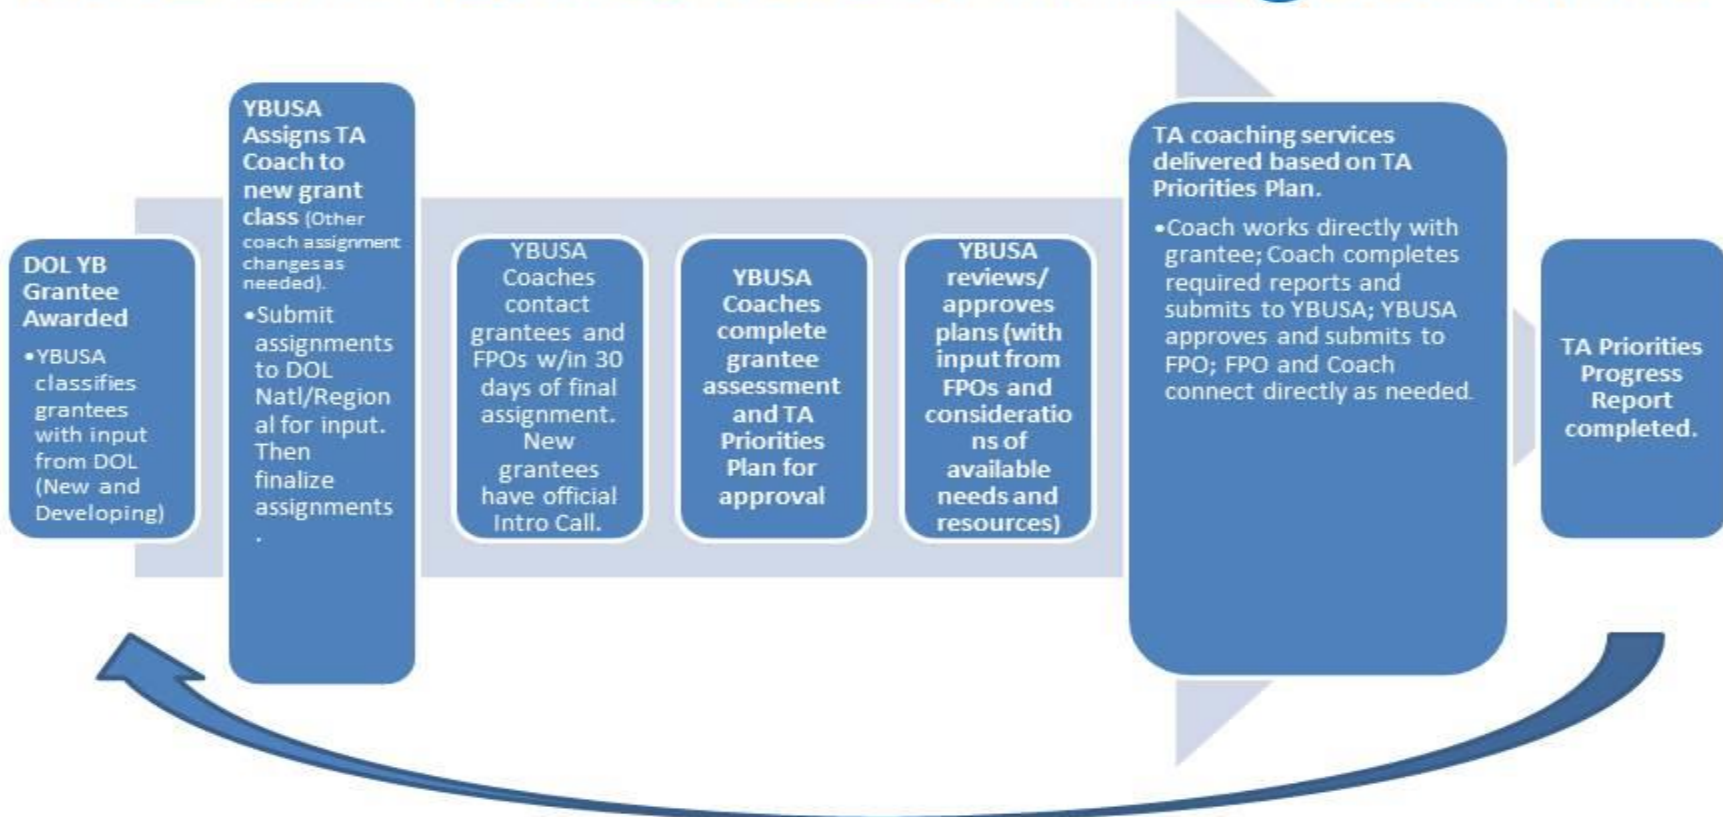 DOL YB
Grantee
Awarded
•YBUSA
classifies
grantees
with input
from DOL
(New and
Developing)
YBUSA
Assigns TA
Coach to
new grant
class (Other
coach assignment
changes as
needed).
•Submit
assignments
to DOL
Natl/Region
al for input.
Then
finalize
assignments
.
YBUSA
Coaches
contact
grantees and
FPOs w/in 30
days of final
assignment.
New
grantees
have official
Intro Call.
YBUSA
Coaches
complete
grantee
assessment
and TA
Priorities
Plan for
approval
YBUSA
reviews/
approves
plans (with
input from
FPOs and
consideratio
ns of
available
needs and
resources)
TA coaching services
delivered based on TA
Priorities Plan.
•Coach works directly with
grantee; Coach completes
required reports and
submits to YBUSA; YBUSA
approves and submits to
FPO; FPO and Coach
connect directly as needed.
TA Priorities
Progress
Report
completed.